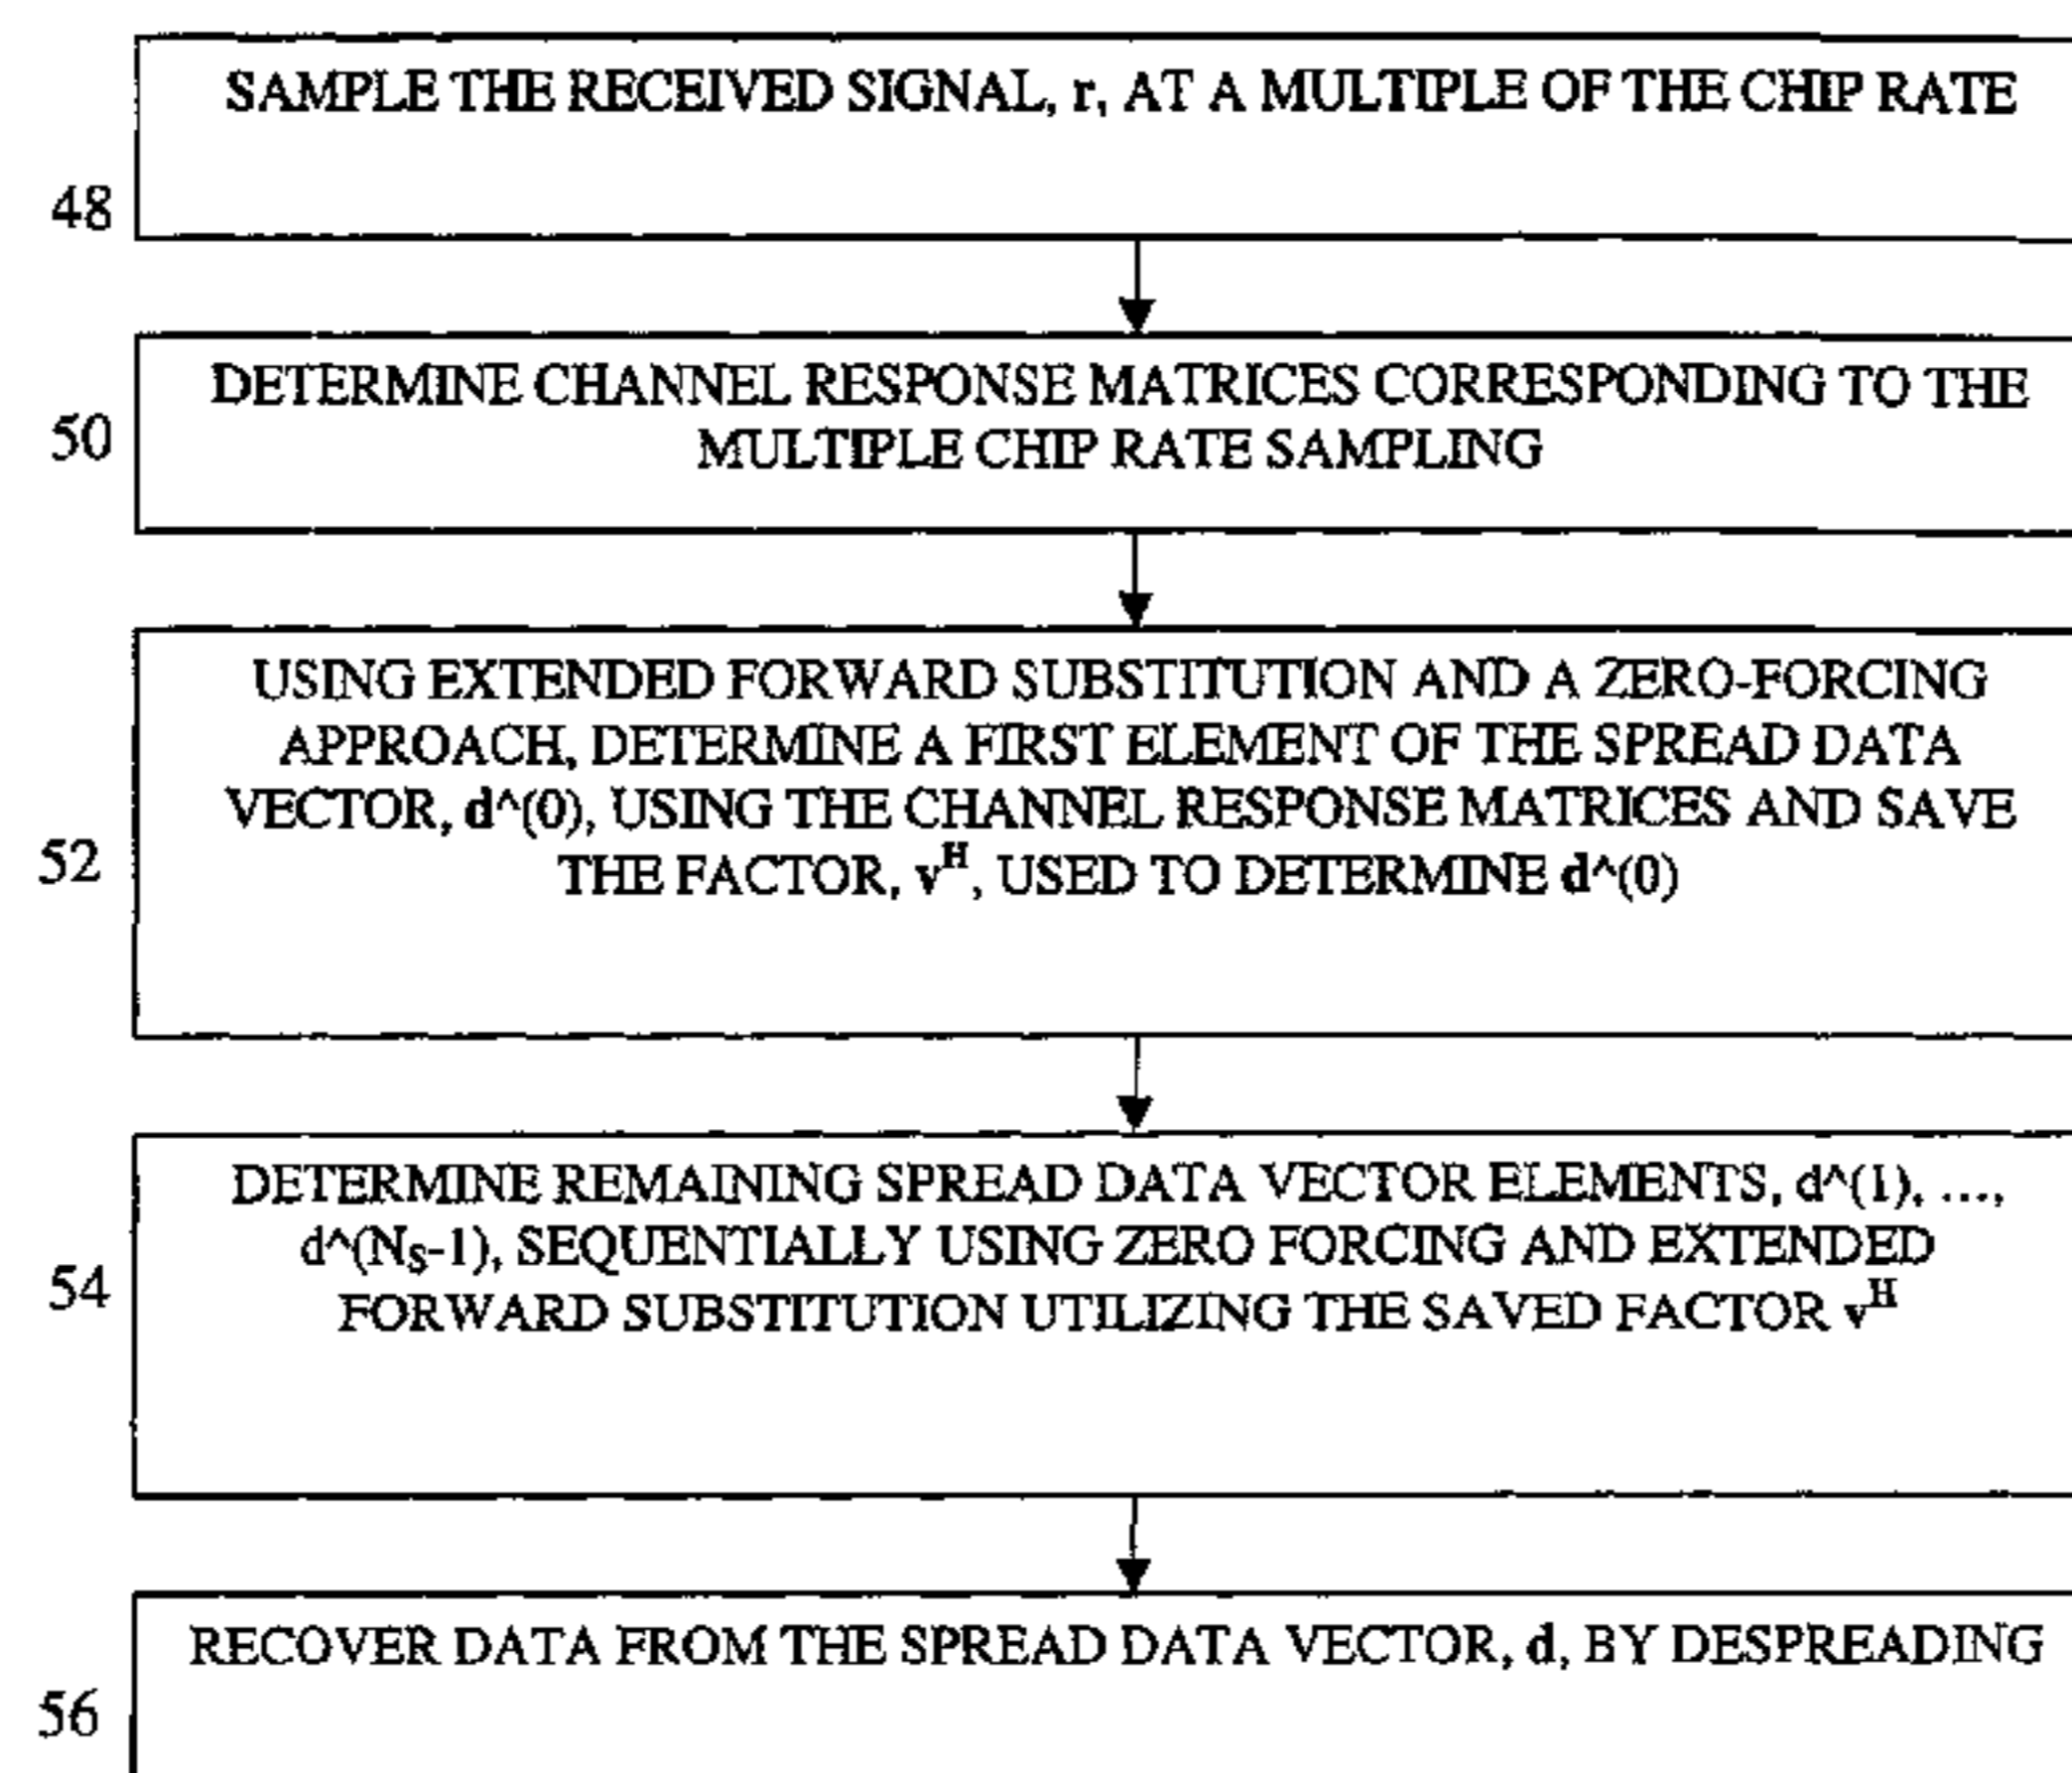 SAMPLE THE RECEIVED SIGNAL, r, AT A MULTIPLE OF THE CHIP RATE
48
DETERMINE CHANNEL RESPONSE MATRICES CORRESPONDING TO THE
MULTIPLE CHIP RATE SAMPLING
50
USING EXTENDED FORWARD SUBSTITUTION AND A ZERO-FORCING
APPROACH, DETERMINE A FIRST ELEMENT OF THE SPREAD DATA
VECTOR, d^(0), USING THE CHANNEL RESPONSE MATRICES AND SAVE
THE FACTOR, v^H, USED TO DETERMINE d^(0)
52
DETERMINE REMAINING SPREAD DATA VECTOR ELEMENTS, d^(1), ...,
d^(N_S-1), SEQUENTIALLY USING ZERO FORCING AND EXTENDED
FORWARD SUBSTITUTION UTILIZING THE SAVED FACTOR v^H
54
RECOVER DATA FROM THE SPREAD DATA VECTOR, d, BY DESPREADING
56